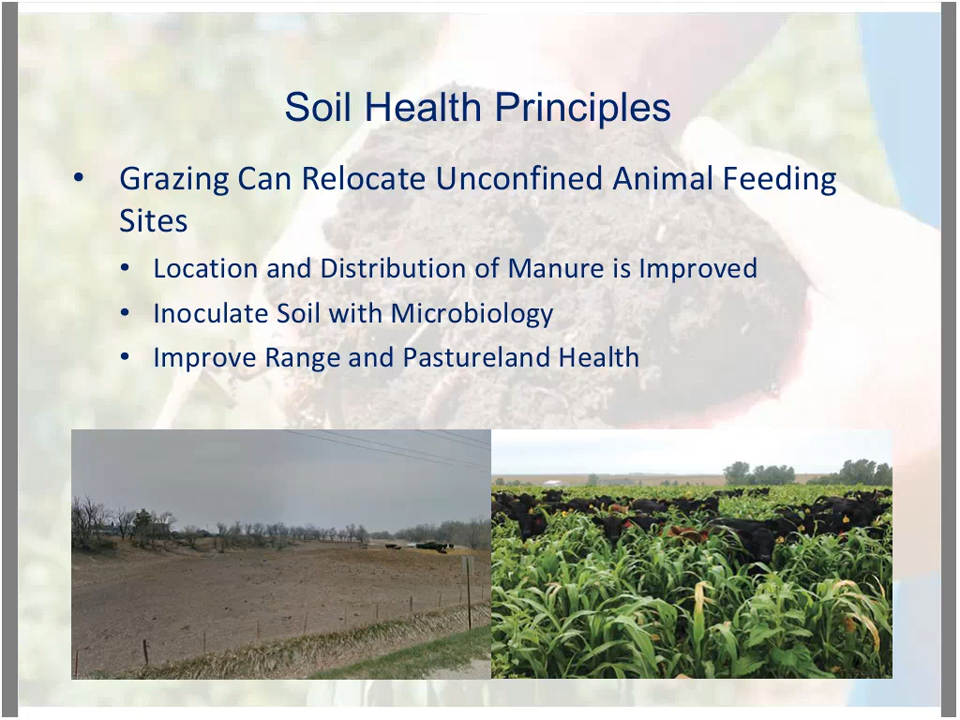 Soil Health Principles
• Grazing Can Relocate Unconfined Animal Feeding
Sites
• Location and Distribution of Manure is Improved
• Inoculate Soil with Microbiology
• Improve Range and Pastureland Health